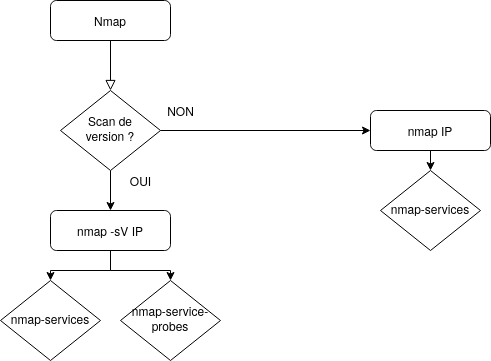 Nmap
Scan de
version ?
NON
nmap IP
nmap-services
OUI
nmap -sV IP
nmap-services
nmap-service-
probes